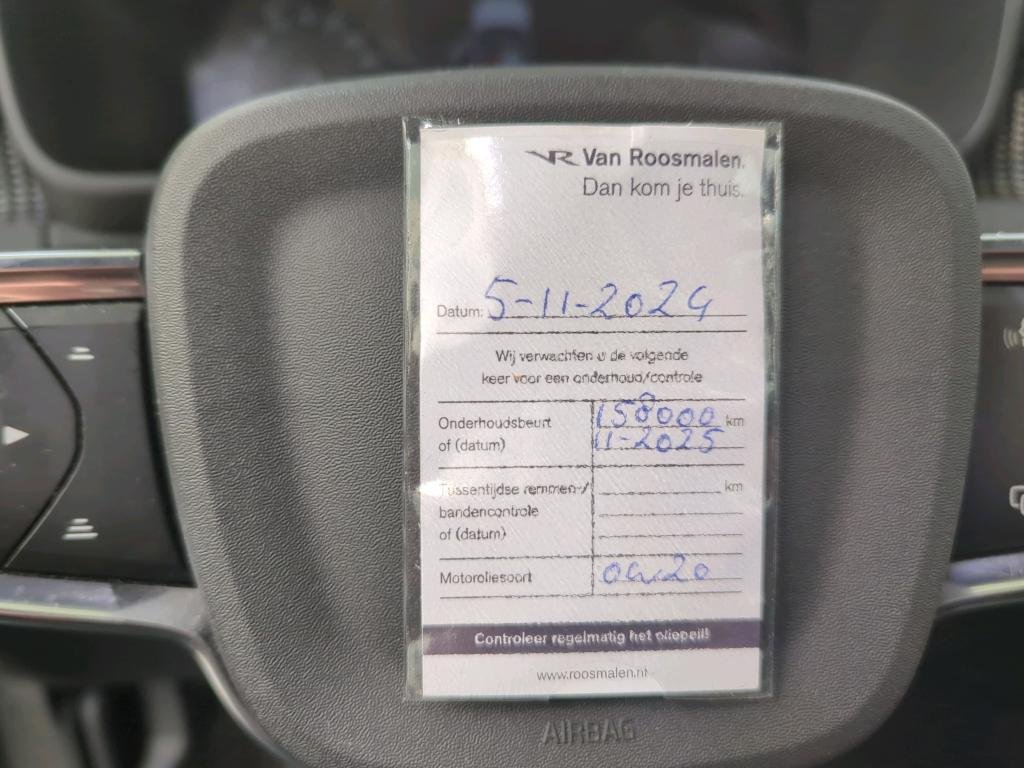 VR Van Roosmalen.
Dan kom je thuis.
Datum: 5-11-2024
Wij verwachten u de volgende
keer voor een onderhoud/controle
Onderhoudsbeurt 158000 km
of (datum) 11-2025
Tussentijdse remmen-/ km
bandencontrole
of (datum)
Motoroliesoort 0w20
Controleer regelmatig het oliepeil!
www.roosmalen.nl
AIRBAG